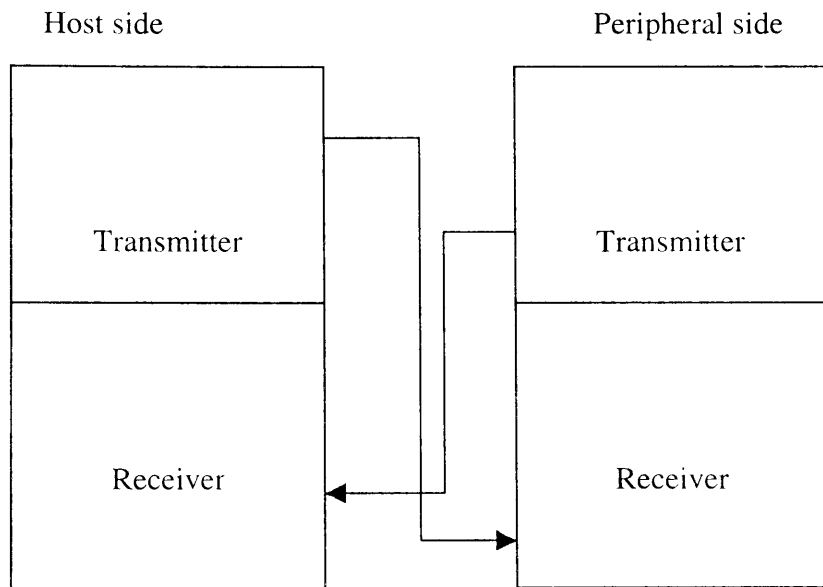 Host side
Peripheral side
Transmitter
Transmitter
Receiver
Receiver